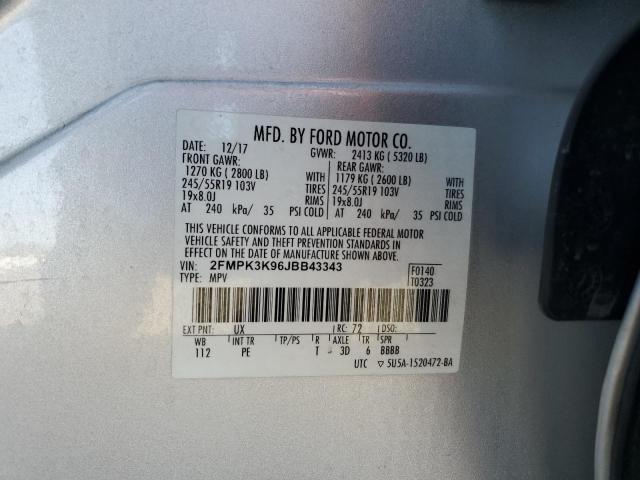 MFD. BY FORD MOTOR CO.
DATE: 12/17 GVWR: 2413 KG ( 5320 LB)
FRONT GAWR: REAR GAWR:
1270 KG ( 2800 LB) WITH 1179 KG ( 2600 LB) WITH
245/55R19 103V TIRES 245/55R19 103V TIRES
19x8.0J RIMS 19x8.0J RIMS
AT 240 kPa/ 35 PSI COLD AT 240 kPa/ 35 PSI COLD
THIS VEHICLE CONFORMS TO ALL APPLICABLE FEDERAL MOTOR
VEHICLE SAFETY AND THEFT PREVENTION STANDARDS IN
EFFECT ON THE DATE OF MANUFACTURE SHOWN ABOVE.
VIN: 2FMPK3K96JBB43343 F0140
TYPE: MPV T0323
EXT PNT: UX RC: 72 DSO:
WB INT TR TP/PS R AXLE TR SPR
112 PE T 3D 6 BBBB
UTC ▽ 5U5A-1520472-BA